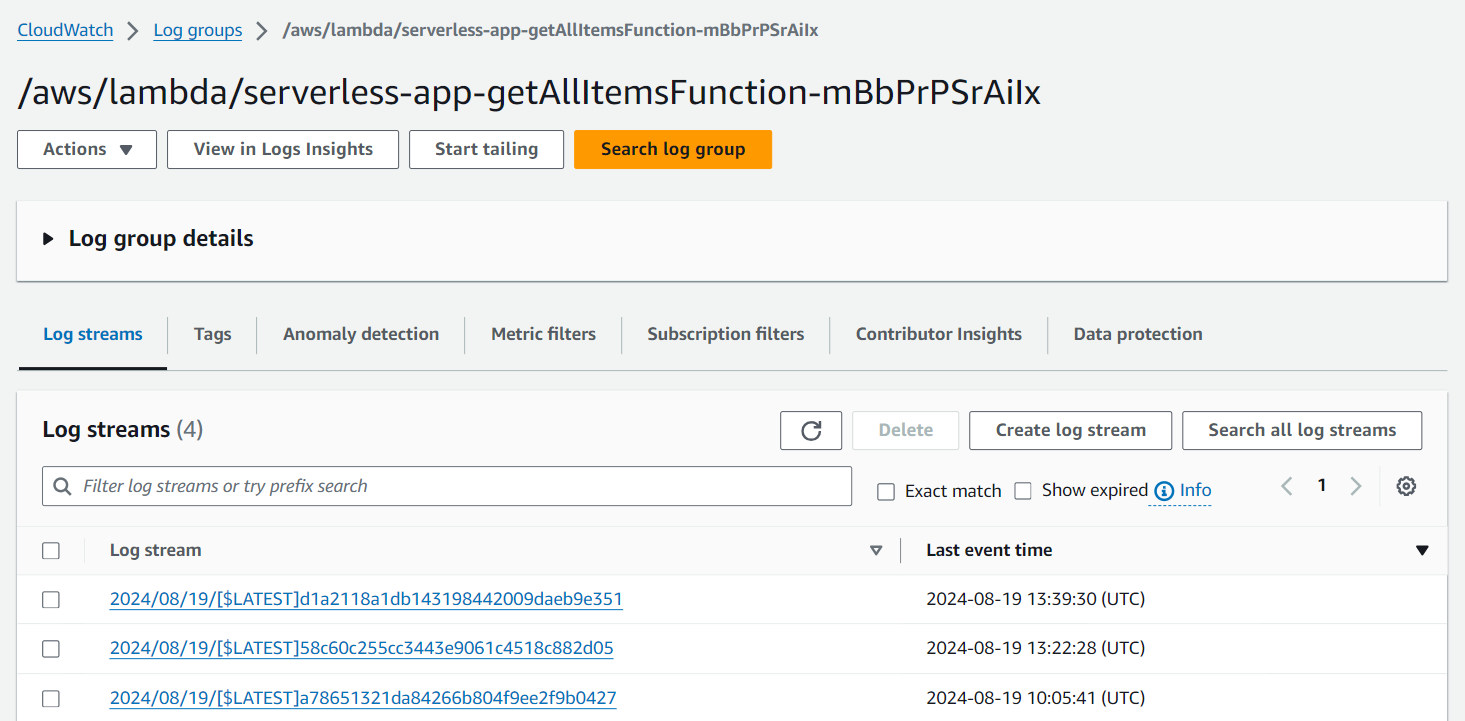 CloudWatch > Log groups > /aws/lambda/serverless-app-getAllItemsFunction-mBbPrPSrAiIx
/aws/lambda/serverless-app-getAllItemsFunction-mBbPrPSrAiIx
Actions View in Logs Insights Start tailing Search log group
Log group details
Log streams Tags Anomaly detection Metric filters Subscription filters Contributor Insights Data protection
Log streams (4) Delete Create log stream Search all log streams
Filter log streams or try prefix search Exact match Show expired Info 1
Log stream Last event time
2024/08/19/[$LATEST]d1a2118a1db143198442009daeb9e351 2024-08-19 13:39:30 (UTC)
2024/08/19/[$LATEST]58c60c255cc3443e9061c4518c882d05 2024-08-19 13:22:28 (UTC)
2024/08/19/[$LATEST]a78651321da84266b804f9ee2f9b0427 2024-08-19 10:05:41 (UTC)